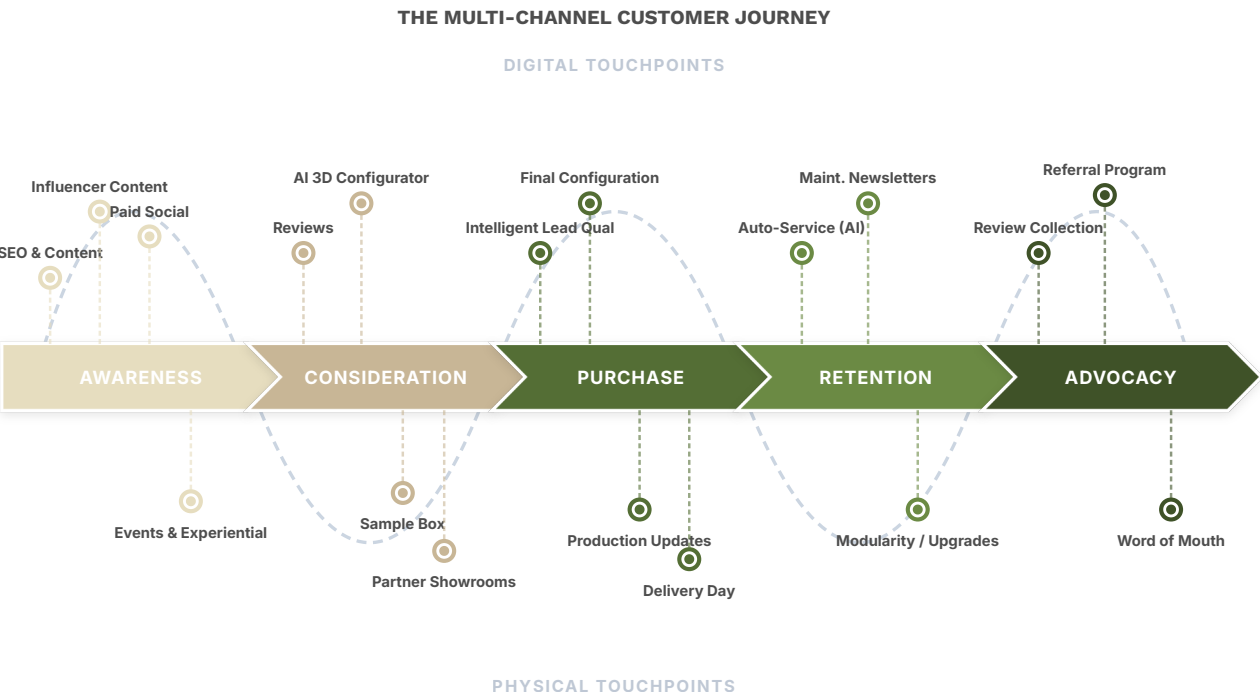 THE MULTI-CHANNEL CUSTOMER JOURNEY
DIGITAL TOUCHPOINTS
Influencer Content
Paid Social
SEO & Content
AI 3D Configurator
Reviews
Final Configuration
Intelligent Lead Qual
Maint. Newsletters
Auto-Service (AI)
Referral Program
Review Collection
AWARENESS
CONSIDERATION
PURCHASE
RETENTION
ADVOCACY
Events & Experiential
Sample Box
Partner Showrooms
Production Updates
Delivery Day
Modularity / Upgrades
Word of Mouth
PHYSICAL TOUCHPOINTS